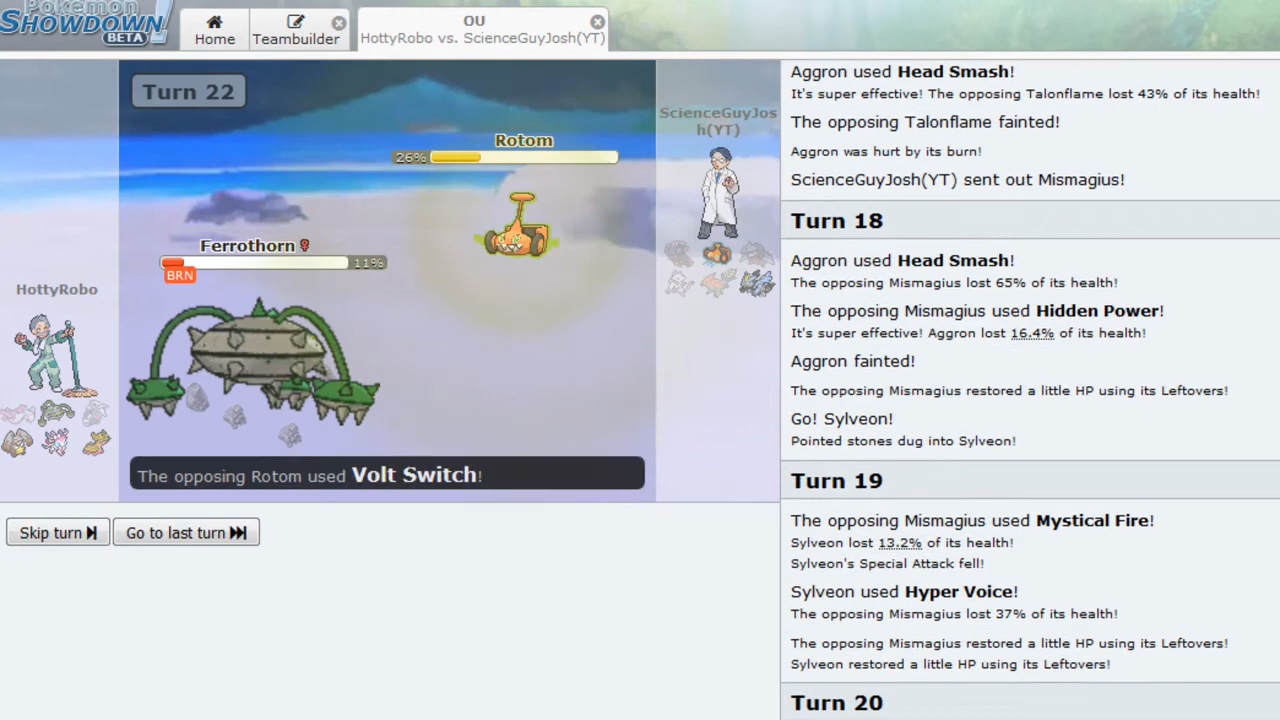 Pokémon
SHOWDOWN!
BETA
Home
Teambuilder
OU
HottyRobo vs. ScienceGuyJosh(YT)
Turn 22
Rotom
26%
Ferrothorn
11%
BRN
HottyRobo
ScienceGuyJos
h(YT)
The opposing Rotom used Volt Switch!
Skip turn
Go to last turn
Aggron used Head Smash!
It's super effective! The opposing Talonflame lost 43% of its health!
The opposing Talonflame fainted!
Aggron was hurt by its burn!
ScienceGuyJosh(YT) sent out Mismagius!
Turn 18
Aggron used Head Smash!
The opposing Mismagius lost 65% of its health!
The opposing Mismagius used Hidden Power!
It's super effective! Aggron lost 16.4% of its health!
Aggron fainted!
The opposing Mismagius restored a little HP using its Leftovers!
Go! Sylveon!
Pointed stones dug into Sylveon!
Turn 19
The opposing Mismagius used Mystical Fire!
Sylveon lost 13.2% of its health!
Sylveon's Special Attack fell!
Sylveon used Hyper Voice!
The opposing Mismagius lost 37% of its health!
The opposing Mismagius restored a little HP using its Leftovers!
Sylveon restored a little HP using its Leftovers!
Turn 20